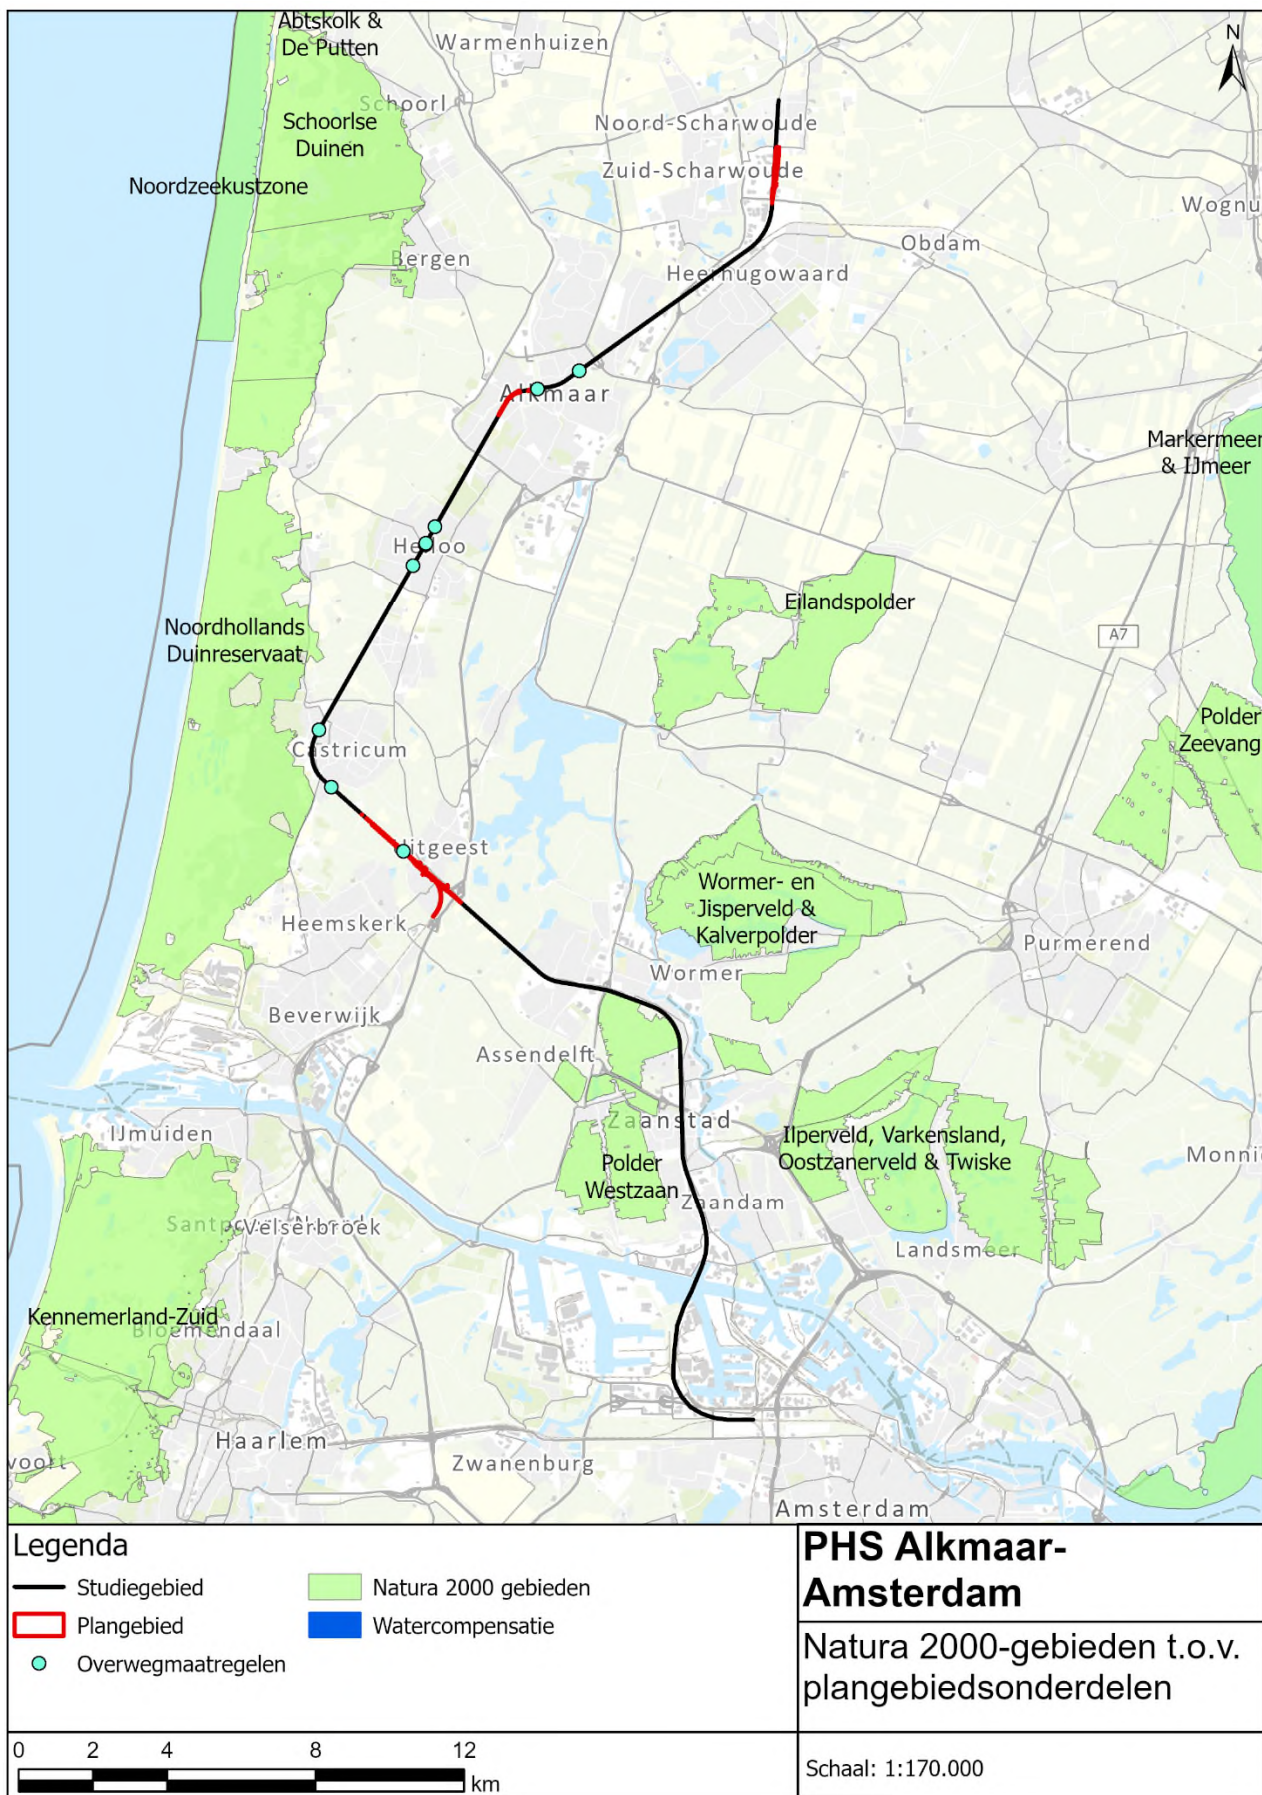 Abtskolk &
De Putten
Warmenhuizen
N
Schoorl
Schoorlse
Duinen
Noord-Scharwoude
Zuid-Scharwoude
Noordzeekustzone
Wognu
Obdam
Bergen
Heerhugowaard
Alkmaar
Markermeer
& IJmeer
Heiloo
Eilandspolder
Noordhollands
Duinreservaat
A7
Polder
Zeevang
Castricum
Uitgeest
Wormer- en
Jisperveld &
Kalverpolder
Heemskerk
Purmerend
Wormer
Beverwijk
Assendelft
Zaanstad
IJmuiden
Ilperveld, Varkensland,
Oostzanerveld & Twiske
Monni
Polder
Westzaan
Zaandam
Velserbroek
Landsmeer
Kennemerland-Zuid
Bloemendaal
Haarlem
Zwanenburg
voort
Amsterdam
Legenda
Studiegebied
Natura 2000 gebieden
Plangebied
Watercompensatie
Overwegmaatregelen
PHS Alkmaar-
Amsterdam
Natura 2000-gebieden t.o.v.
plangebiedsonderdelen
0 2 4 8 12
km
Schaal: 1:170.000